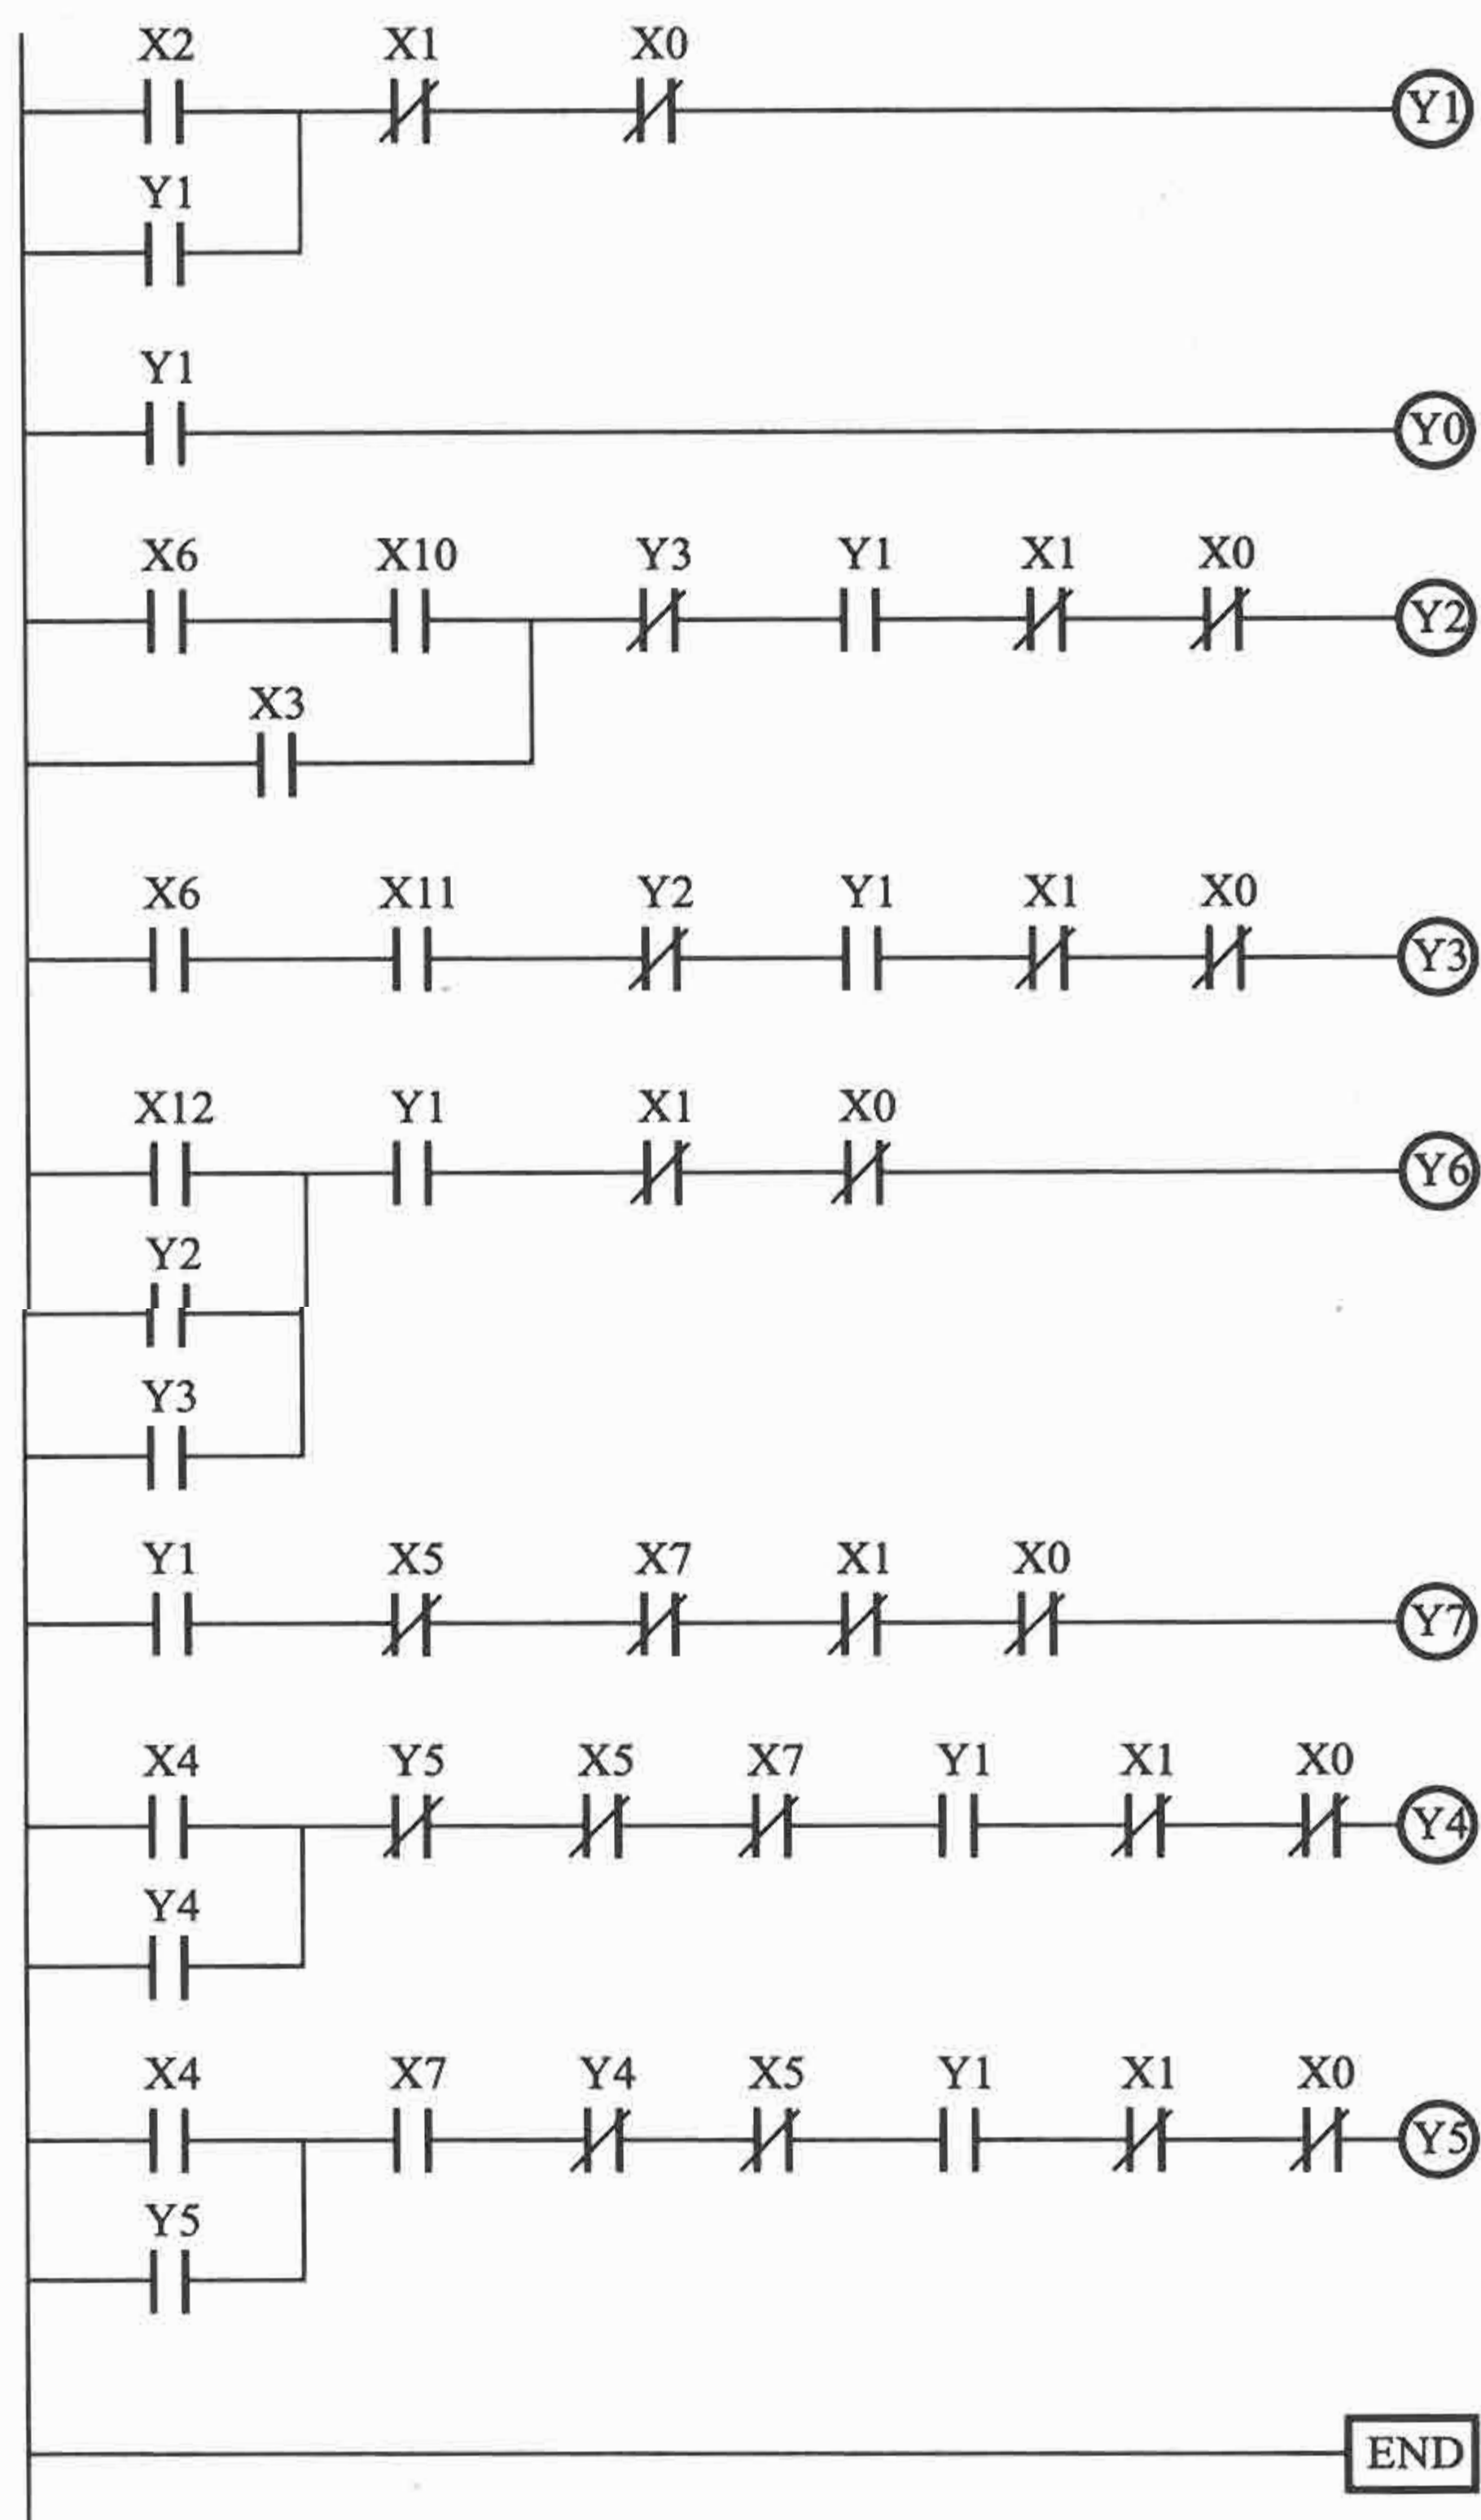 X2 X1 X0
Y1
Y1
Y1
Y0
X6 X10 Y3 Y1 X1 X0
Y2
X3
X6 X11 Y2 Y1 X1 X0
Y3
X12 Y1 X1 X0
Y6
Y2
Y3
Y1 X5 X7 X1 X0
Y7
X4 Y5 X5 X7 Y1 X1 X0
Y4
Y4
X4 X7 Y4 X5 Y1 X1 X0
Y5
Y5
END